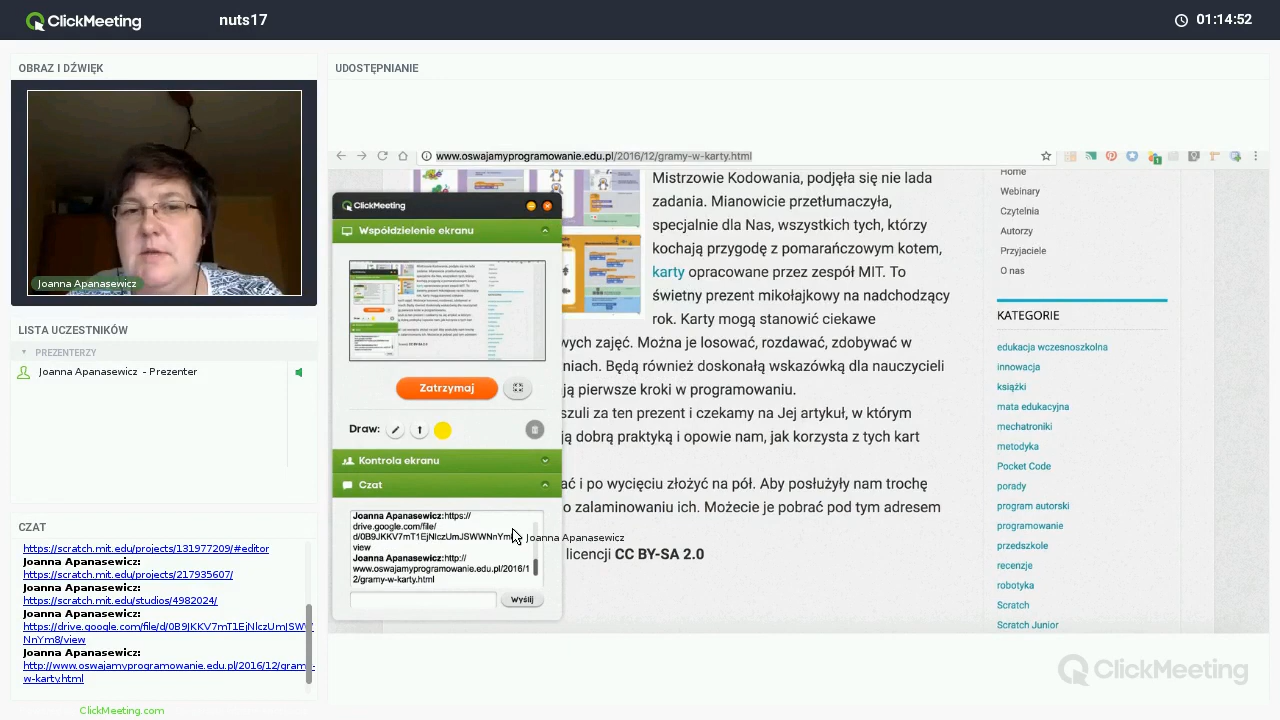 ClickMeeting
nuts17
01:14:52
OBRAZ I DŹWIĘK
Joanna Apanasewicz
LISTA UCZESTNIKÓW
PREZENTERZY
Joanna Apanasewicz - Prezenter
CZAT
https://scratch.mit.edu/projects/131977209/#editor
Joanna Apanasewicz:
https://scratch.mit.edu/projects/217935607/
Joanna Apanasewicz:
https://scratch.mit.edu/studios/4982024/
Joanna Apanasewicz:
https://drive.google.com/file/d/0B9JKKV7mT1EjNlczUmJSWW
NnYm8/view
Joanna Apanasewicz:
http://www.oswajamyprogramowanie.edu.pl/2016/12/gramy-
w-karty.html
ClickMeeting.com
UDOSTĘPNIANIE
www.oswajamyprogramowanie.edu.pl/2016/12/gramy-w-karty.html
Mistrzowie Kodowania, podjęła się nie lada
zadania. Mianowicie przetłumaczyła,
specjalnie dla Nas, wszystkich tych, którzy
kochają przygodę z pomarańczowym kotem,
karty opracowane przez zespół MIT. To
świetny prezent mikołajkowy na nadchodzący
rok. Karty mogą stanowić ciekawe
wych zajęć. Można je losować, rozdawać, zdobywać w
niach. Będą również doskonałą wskazówką dla nauczycieli
ją pierwsze kroki w programowaniu.
szuli za ten prezent i czekamy na Jej artykuł, w którym
ją dobrą praktyką i opowie nam, jak korzysta z tych kart
ać i po wycięciu złożyć na pół. Aby posłużyły nam trochę
o zalaminowaniu ich. Możecie je pobrać pod tym adresem
licencji CC BY-SA 2.0
ClickMeeting
Współdzielenie ekranu
Zatrzymaj
Draw:
Kontrola ekranu
Czat
Joanna Apanasewicz:https://
drive.google.com/file/
d/0B9JKKV7mT1EjNlczUmJSWWNnYm
view
Joanna Apanasewicz:http://
www.oswajamyprogramowanie.edu.pl/2016/1
2/gramy-w-karty.html
Wyślij
Joanna Apanasewicz
Home
Webinary
Czytelnia
Autorzy
Przyjaciele
O nas
KATEGORIE
edukacja wczesnoszkolna
innowacja
książki
mata edukacyjna
mechatroniki
metodyka
Pocket Code
porady
program autorski
programowanie
przedszkole
recenzje
robotyka
Scratch
Scratch Junior
ClickMeeting